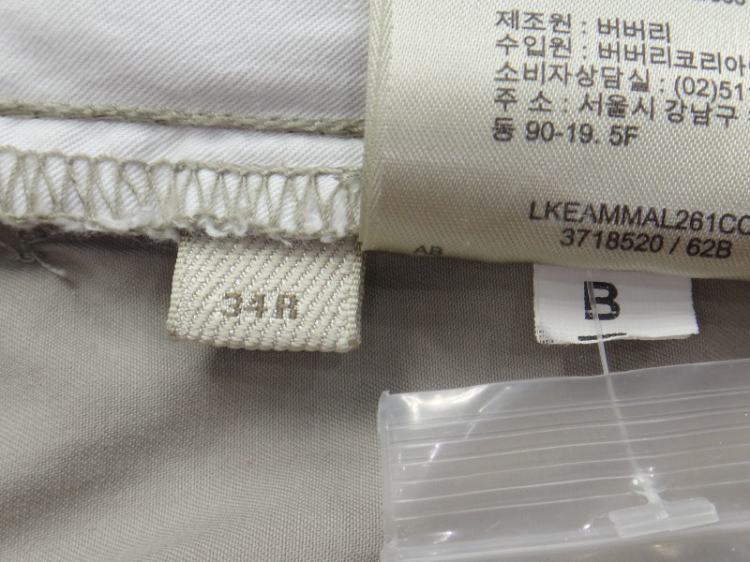 제조원 : 버버리
수입원 : 버버리코리아
소비자상담실 : (02)51
주 소 : 서울시 강남구
동 90-19. 5F
LKEAMMAL261CC
3718520 / 62B
AB
34R
B